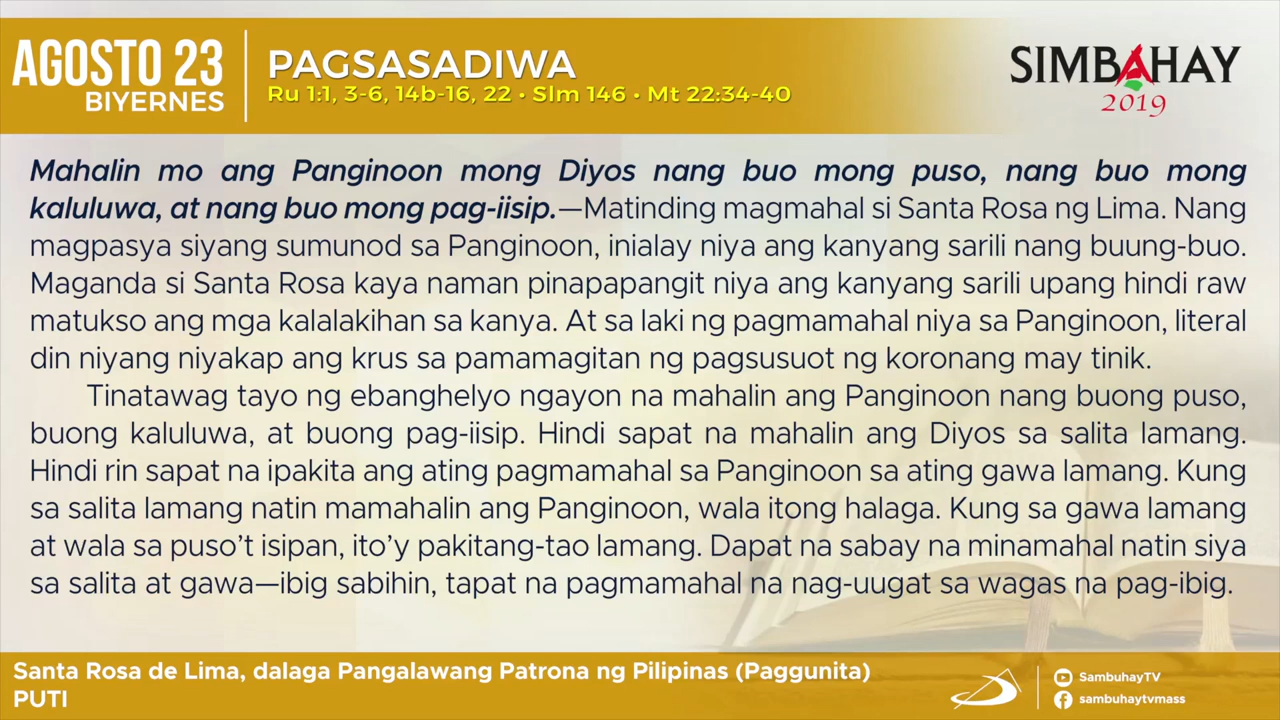 AGOSTO 23
BIYERNES
PAGSASADIWA
Ru 1:1, 3-6, 14b-16, 22 • Slm 146 • Mt 22:34-40
SIMBAHAY
2019
Mahalin mo ang Panginoon mong Diyos nang buo mong puso, nang buo mong
kaluluwa, at nang buo mong pag-iisip.—Matinding magmahal si Santa Rosa ng Lima. Nang
magpasya siyang sumunod sa Panginoon, inialay niya ang kanyang sarili nang buung-buo.
Maganda si Santa Rosa kaya naman pinapapangit niya ang kanyang sarili upang hindi raw
matukso ang mga kalalakihan sa kanya. At sa laki ng pagmamahal niya sa Panginoon, literal
din niyang niyakap ang krus sa pamamagitan ng pagsusuot ng koronang may tinik.
Tinatawag tayo ng ebanghelyo ngayon na mahalin ang Panginoon nang buong puso,
buong kaluluwa, at buong pag-iisip. Hindi sapat na mahalin ang Diyos sa salita lamang.
Hindi rin sapat na ipakita ang ating pagmamahal sa Panginoon sa ating gawa lamang. Kung
sa salita lamang natin mamahalin ang Panginoon, wala itong halaga. Kung sa gawa lamang
at wala sa puso’t isipan, ito’y pakitang-tao lamang. Dapat na sabay na minamahal natin siya
sa salita at gawa—ibig sabihin, tapat na pagmamahal na nag-uugat sa wagas na pag-ibig.
Santa Rosa de Lima, dalaga Pangalawang Patrona ng Pilipinas (Paggunita)
PUTI
SambuhayTV
sambuhaytvmass